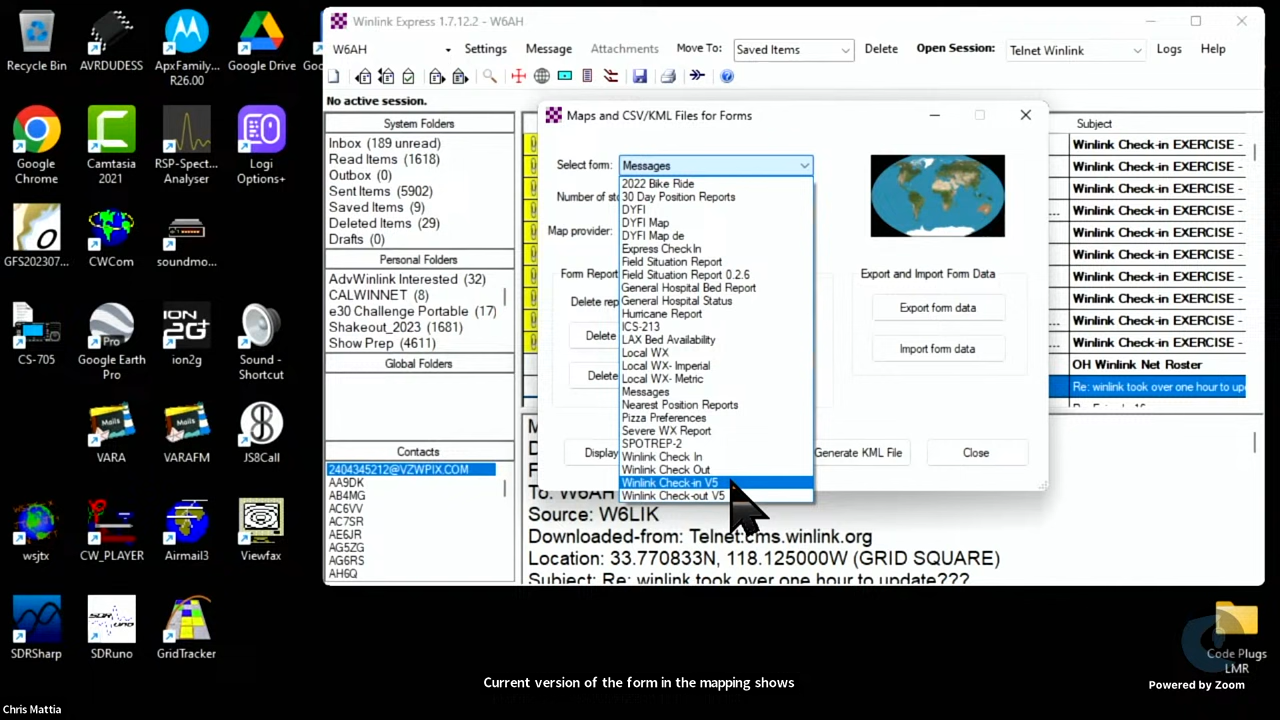 Recycle Bin
AVRDUDESS
ApxFamily...
R26.00
Google Drive
Google
Chrome
Camtasia
2021
RSP-Spect...
Analyser
Logi
Options+
GFS202307...
CWCom
soundmo...
CS-705
Google Earth
Pro
ion2g
Sound -
Shortcut
VARA
VARAFM
JS8Call
wsjtx
CW_PLAYER
Airmail3
Viewfax
SDRSharp
SDRuno
GridTracker
Winlink Express 1.7.12.2 - W6AH
W6AH Settings Message Attachments Move To: Saved Items Delete Open Session: Telnet Winlink Logs Help
No active session.
System Folders
Inbox (189 unread)
Read Items (1618)
Outbox (0)
Sent Items (5902)
Saved Items (9)
Deleted Items (29)
Drafts (0)
Personal Folders
AdvWinlink Interested (32)
CALWINNET (8)
e30 Challenge Portable (17)
Shakeout_2023 (1681)
Show Prep (4611)
Global Folders
Contacts
2404345212@VZWPIX.COM
AA9DK
AB4MG
AC6VV
AC7SR
AE6JR
AG5ZG
AG6RS
AH6Q
Maps and CSV/KML Files for Forms
Select form: Messages
Number of sto
Map provider:
Form Report
Delete rep
Delete
Delete
Display
2022 Bike Ride
30 Day Position Reports
DYFI
DYFI Map
DYFI Map de
Express CheckIn
Field Situation Report
Field Situation Report 0.2.6
General Hospital Bed Report
General Hospital Status
Hurricane Report
ICS-213
LAX Bed Availability
Local WX
Local WX- Imperial
Local WX- Metric
Messages
Nearest Position Reports
Pizza Preferences
Severe WX Report
SPOTREP-2
Winlink Check In
Winlink Check Out
Winlink Check-in V5
Winlink Check-out V5
Export and Import Form Data
Export form data
Import form data
Generate KML File
Close
Subject
Winlink Check-in EXERCISE -
Winlink Check-in EXERCISE -
Winlink Check-in EXERCISE -
Winlink Check-in EXERCISE -
Winlink Check-in EXERCISE -
Winlink Check-in EXERCISE -
Winlink Check-in EXERCISE -
Winlink Check-in EXERCISE -
Winlink Check-in EXERCISE -
Winlink Check-in EXERCISE -
OH Winlink Net Roster
Re: winlink took over one hour to upd
To: W6AH
Source: W6LIK
Downloaded-from: Telnet:cms.winlink.org
Location: 33.770833N, 118.125000W (GRID SQUARE)
Subject: Re: winlink took over one hour to update???
Code Plugs
LMR
Current version of the form in the mapping shows
Powered by Zoom
Chris Mattia